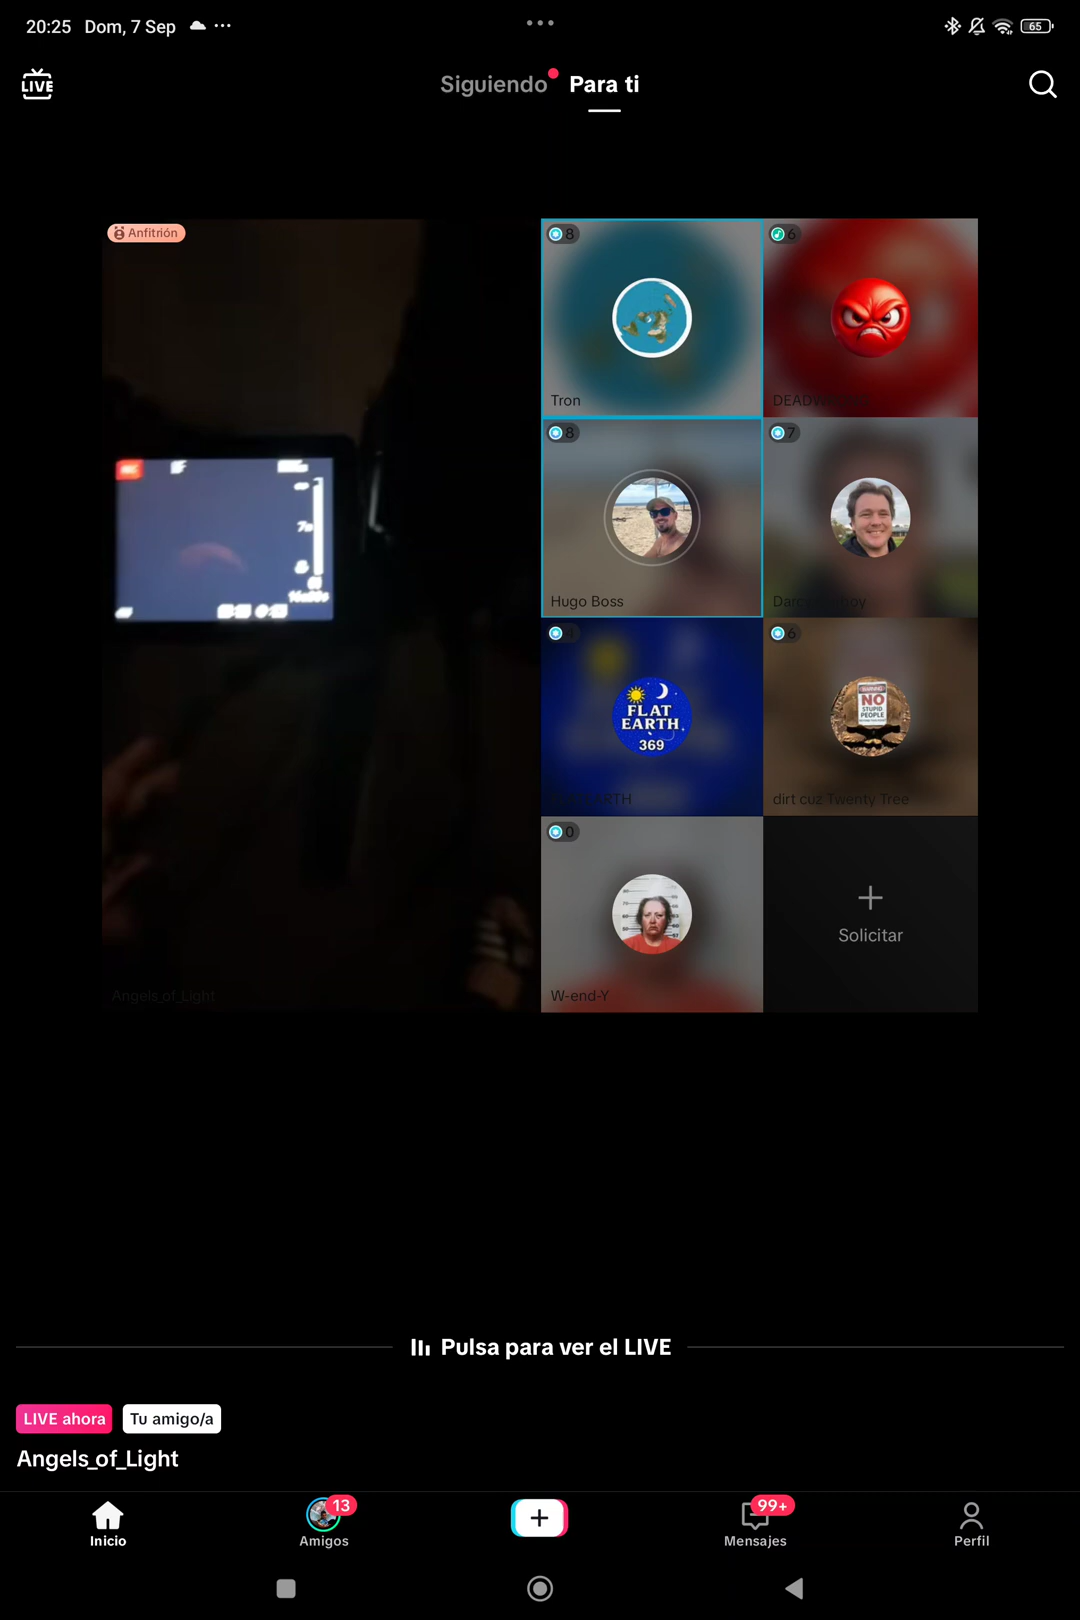 20:25 Dom, 7 Sep
65
LIVE
Siguiendo
Para ti
Anfitrión
8
6
Tron
8
7
Hugo Boss
6
FLAT
EARTH
369
WARNING
NO
STUPID
PEOPLE
dirt cuz Twenty Tree
0
W-end-Y
Solicitar
Angels_of_Light
Pulsa para ver el LIVE
LIVE ahora
Tu amigo/a
Angels_of_Light
13
99+
Inicio
Amigos
Mensajes
Perfil